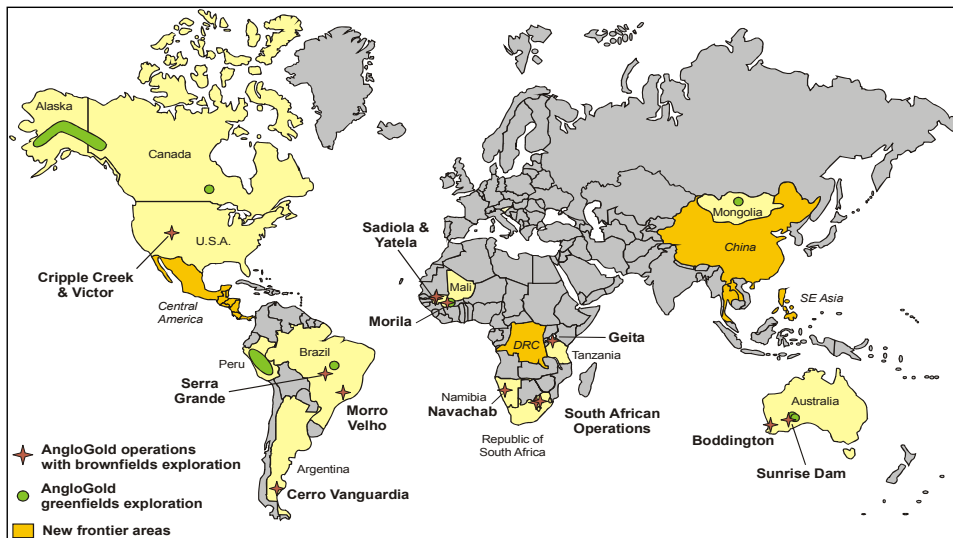 Alaska
Canada
U.S.A.
Cripple Creek
& Victor
Central
America
Peru
Brazil
Serra
Grande
Morro
Velho
Argentina
Cerro Vanguardia
Sadiola &
Yatela
Mali
Morila
DRC
Geita
Tanzania
Namibia
Navachab
South African
Operations
Republic of
South Africa
Mongolia
China
SE Asia
Australia
Boddington
Sunrise Dam
AngloGold operations
with brownfields exploration
AngloGold
greenfields exploration
New frontier areas